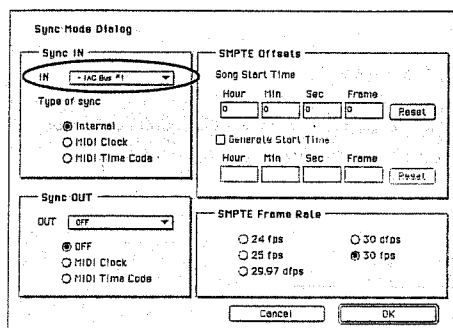 Sync Mode Dialog
Sync IN
IN - IAC Bus #1
Type of sync
Internal
MIDI Clock
MIDI Time Code
Sync OUT
OUT OFF
OFF
MIDI Clock
MIDI Time Code
SMPTE Offsets
Song Start Time
Hour Min Sec Frame
0 0 0 0 Reset
Generate Start Time
Hour Min Sec Frame
Reset
SMPTE Frame Rate
24 fps 30 dfps
25 fps 30 fps
29.97 dfps
Cancel OK